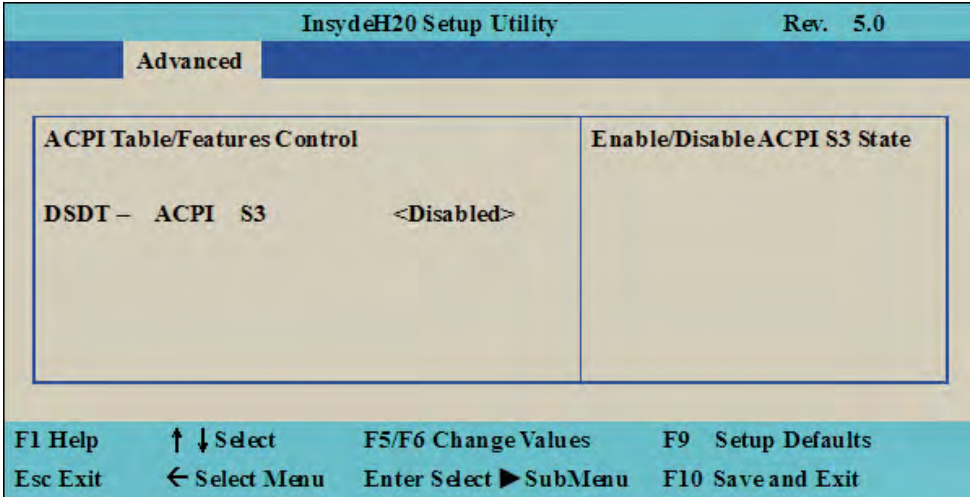 InsydeH20 Setup Utility Rev. 5.0
Advanced
ACPI Table/Features Control
Enable/Disable ACPI S3 State
DSDT – ACPI S3 <Disabled>
F1 Help ↑ ↓ Select F5/F6 Change Values F9 Setup Defaults
Esc Exit ← Select Menu Enter Select ▶ SubMenu F10 Save and Exit